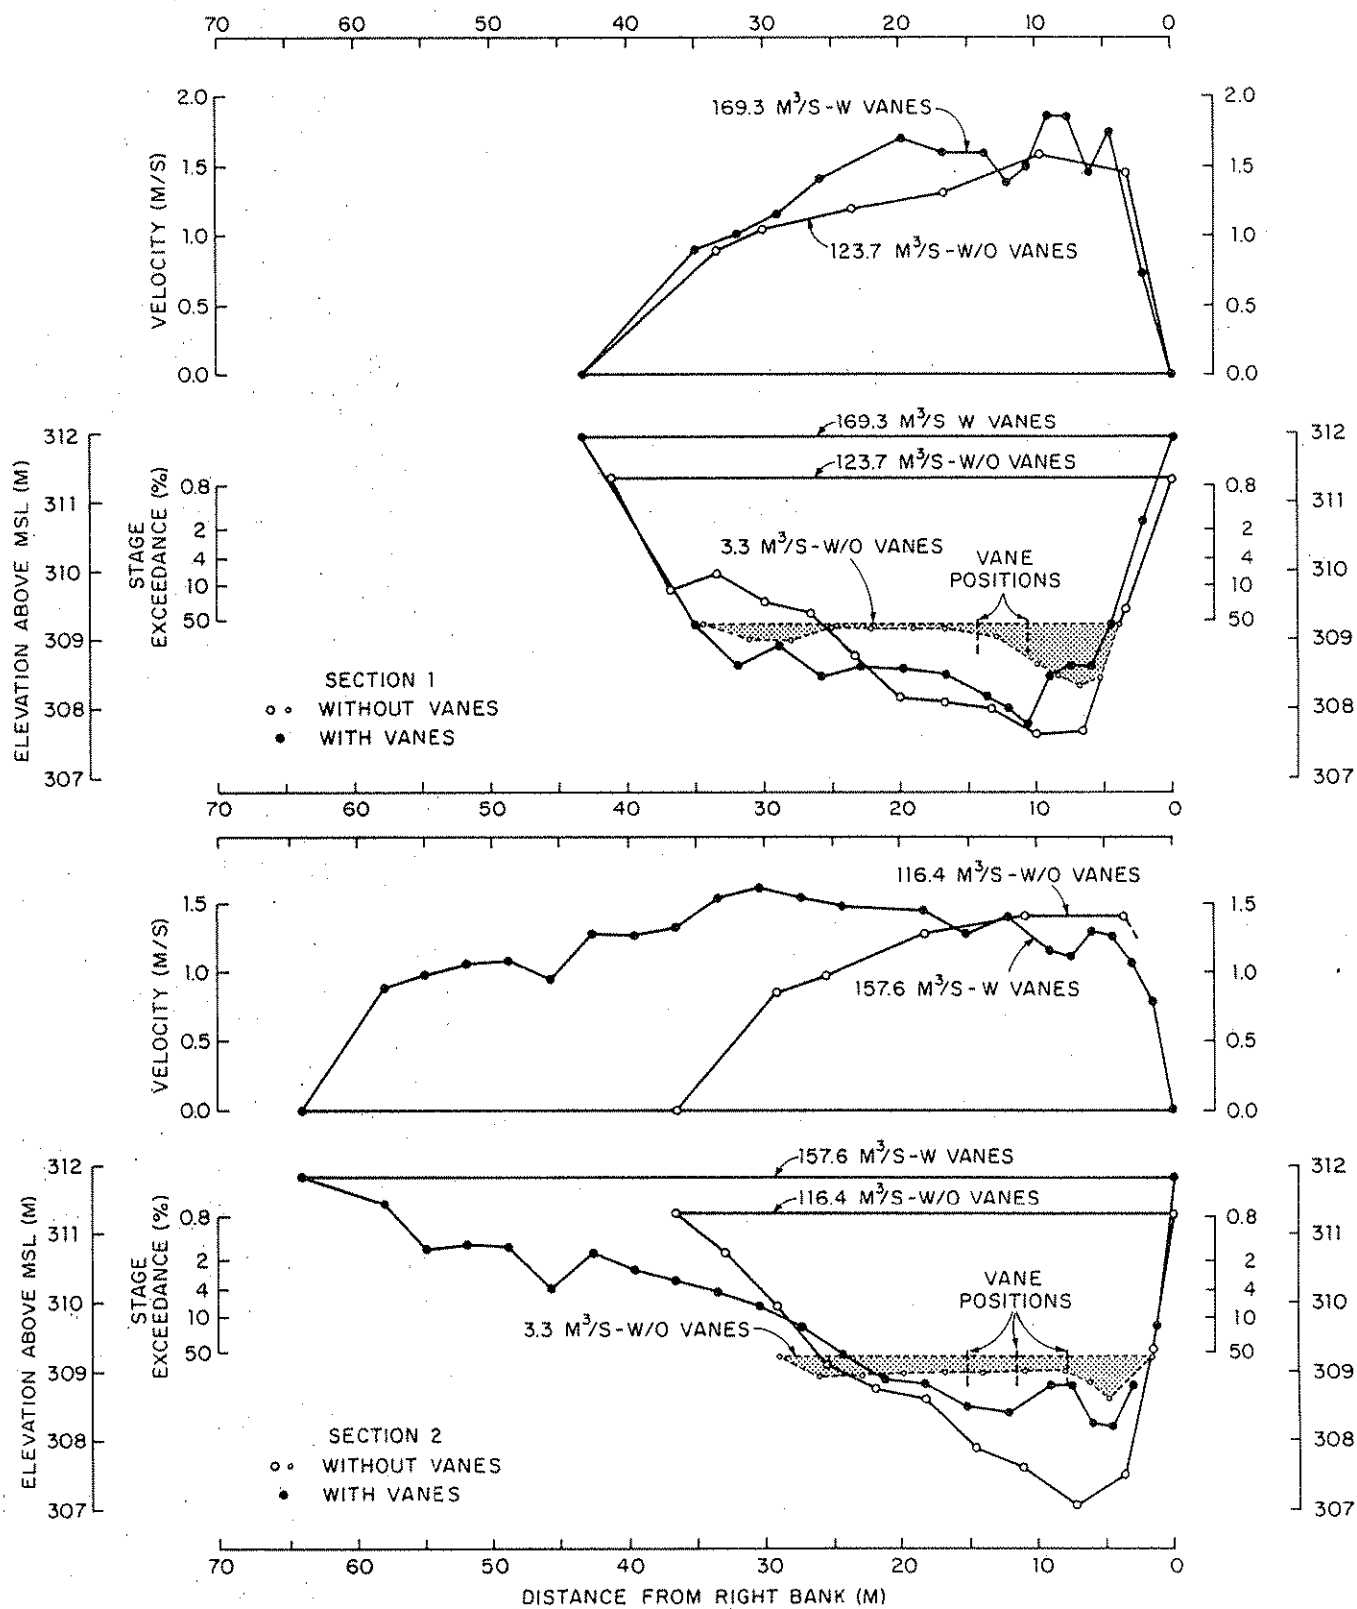 70 60 50 40 30 20 10 0
2.0 1.5 1.0 0.5 0.0
VELOCITY (M/S)
169.3 M³/S-W VANES
123.7 M³/S-W/O VANES
2.0 1.5 1.0 0.5 0.0
312 311 310 309 308 307
ELEVATION ABOVE MSL (M)
STAGE
EXCEEDANCE (%)
0.8 2 4 10 50
169.3 M³/S W VANES
123.7 M³/S-W/O VANES
3.3 M³/S-W/O VANES
VANE
POSITIONS
0.8 2 4 10 50
312 311 310 309 308 307
SECTION 1
WITHOUT VANES
WITH VANES
70 60 50 40 30 20 10 0
1.5 1.0 0.5 0.0
VELOCITY (M/S)
116.4 M³/S-W/O VANES
157.6 M³/S-W VANES
1.5 1.0 0.5 0.0
312 311 310 309 308 307
ELEVATION ABOVE MSL (M)
STAGE
EXCEEDANCE (%)
0.8 2 4 10 50
157.6 M³/S-W VANES
116.4 M³/S-W/O VANES
3.3 M³/S-W/O VANES
VANE
POSITIONS
0.8 2 4 10 50
312 311 310 309 308 307
SECTION 2
WITHOUT VANES
WITH VANES
70 60 50 40 30 20 10 0
DISTANCE FROM RIGHT BANK (M)